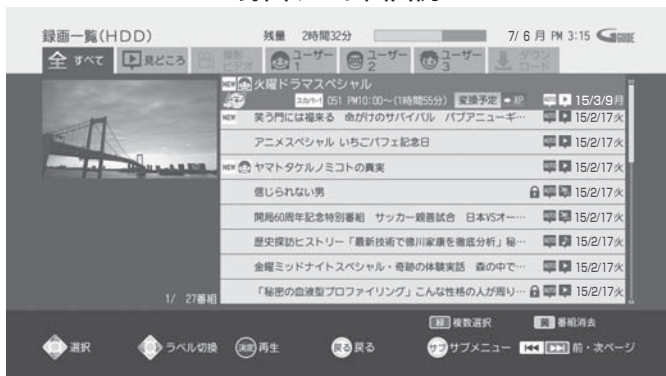 録画一覧(HDD) 残量 2時間32分 7/ 6 月 PM 3:15 G GUIDE
全 すべて 見どころ 撮影ビデオ ユーザー1 ユーザー2 ユーザー3 ダウンロード
NEW 火曜ドラマスペシャル
スカパー! 051 PM10:00~(1時間55分) 変換予定 ➡ XP 15/3/9月
NEW 笑う門には福来る 命がけのサバイバル パプアニューギ… 15/2/17火
アニメスペシャル いちごパフェ記念日 15/2/17火
NEW ヤマトタケルノミコトの真実 15/2/17火
信じられない男 15/2/17火
開局60周年記念特別番組 サッカー親善試合 日本VSオー… 15/2/17火
歴史探訪ヒストリー「最新技術で徳川家康を徹底分析」秘… 15/2/17火
金曜ミッドナイトスペシャル・奇跡の体験実話 森の中で… 15/2/17火
「秘密の血液型プロファイリング」こんな性格の人が周り… 15/2/17火
1/ 27番組
緑 複数選択 黄 番組消去
選択 ラベル切換 決定 再生 戻る 戻る サブ サブメニュー 前・次ページ